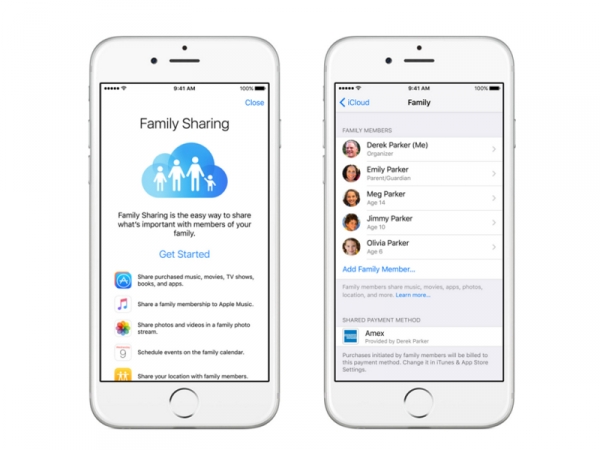 9:41 AM
100%
Close
Family Sharing
Family Sharing is the easy way to share
what's important with members of your
family.
Get Started
Share purchased music, movies, TV shows,
books, and apps.
Share a family membership to Apple Music.
Share photos and videos in a family photo
stream.
9
Schedule events on the family calendar.
Share your location with family members.
9:41 AM
100%
iCloud
Family
FAMILY MEMBERS
Derek Parker (Me)
Organizer
Emily Parker
Parent/Guardian
Meg Parker
Age 14
Jimmy Parker
Age 10
Olivia Parker
Add Family Member...
Family members share music, movies, apps, photos,
location, and more. Learn more...
SHARED PAYMENT METHOD
Amex
Provided by Derek Parker
Purchases initiated by family members will be billed to
this payment method. Change it in iTunes & App Store
Settings.